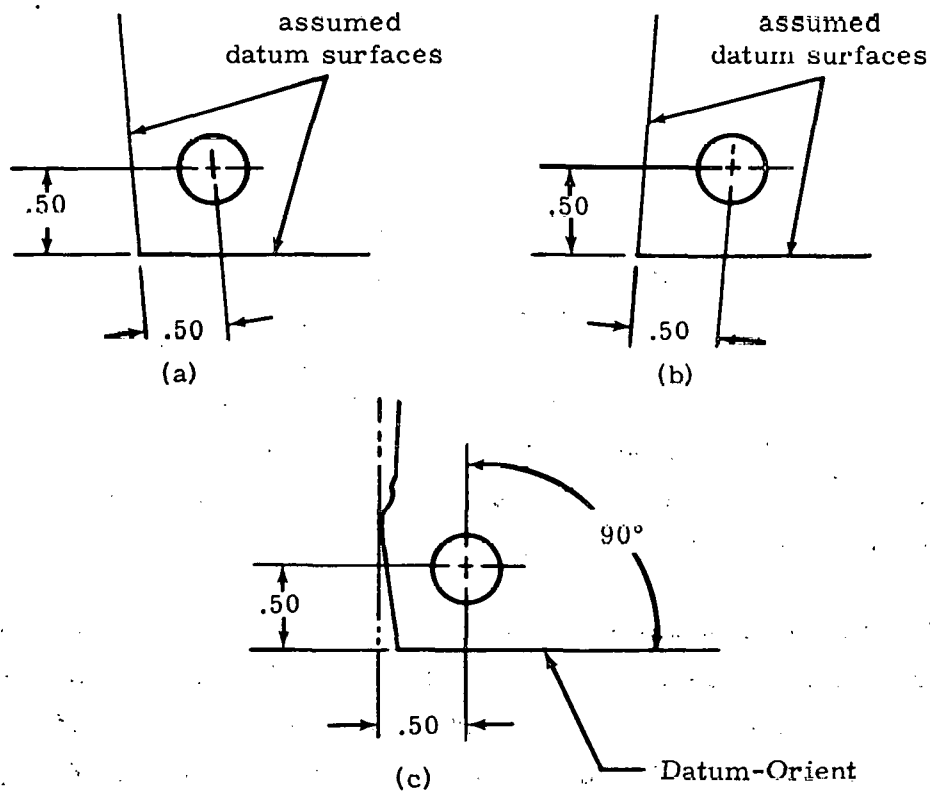 assumed
datum surfaces
assumed
datum surfaces
.50
.50
.50
.50
(a)
(b)
90°
.50
.50
(c)
Datum-Orient